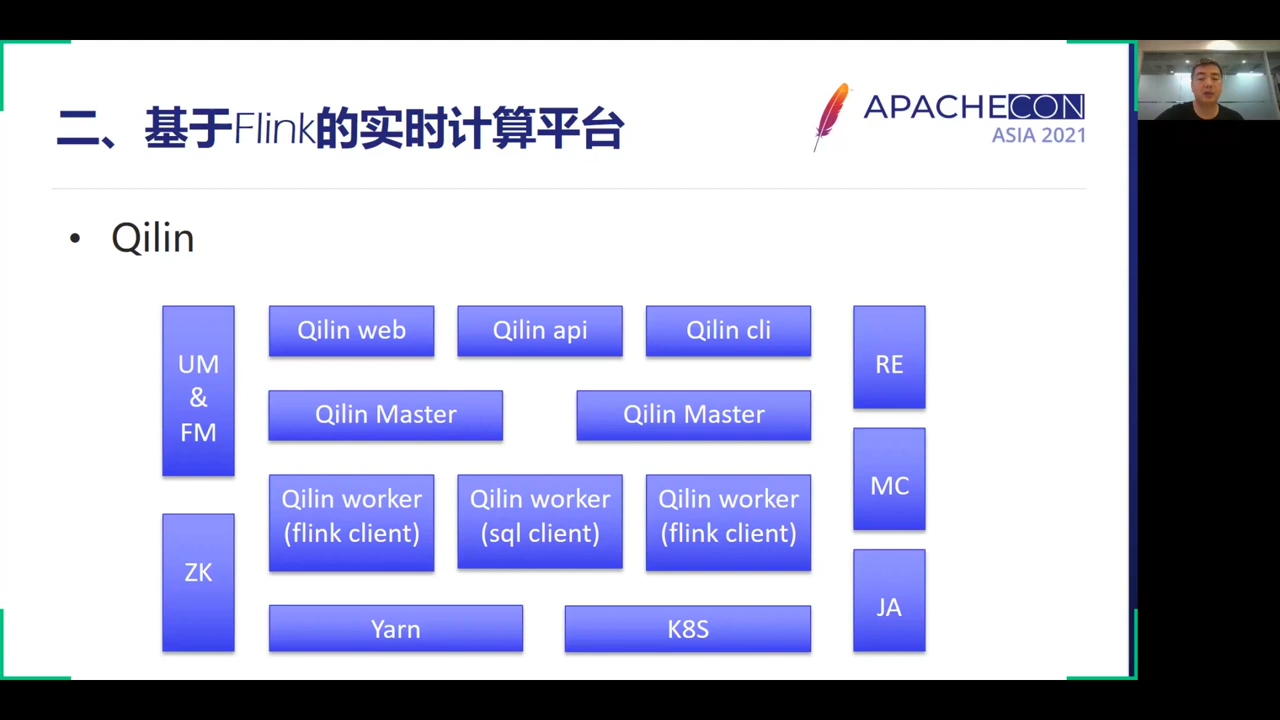 二、基于Flink的实时计算平台
APACHECON
ASIA 2021
• Qilin
UM
&
FM
ZK
Qilin web
Qilin api
Qilin cli
Qilin Master
Qilin Master
Qilin worker
(flink client)
Qilin worker
(sql client)
Qilin worker
(flink client)
Yarn
K8S
RE
MC
JA